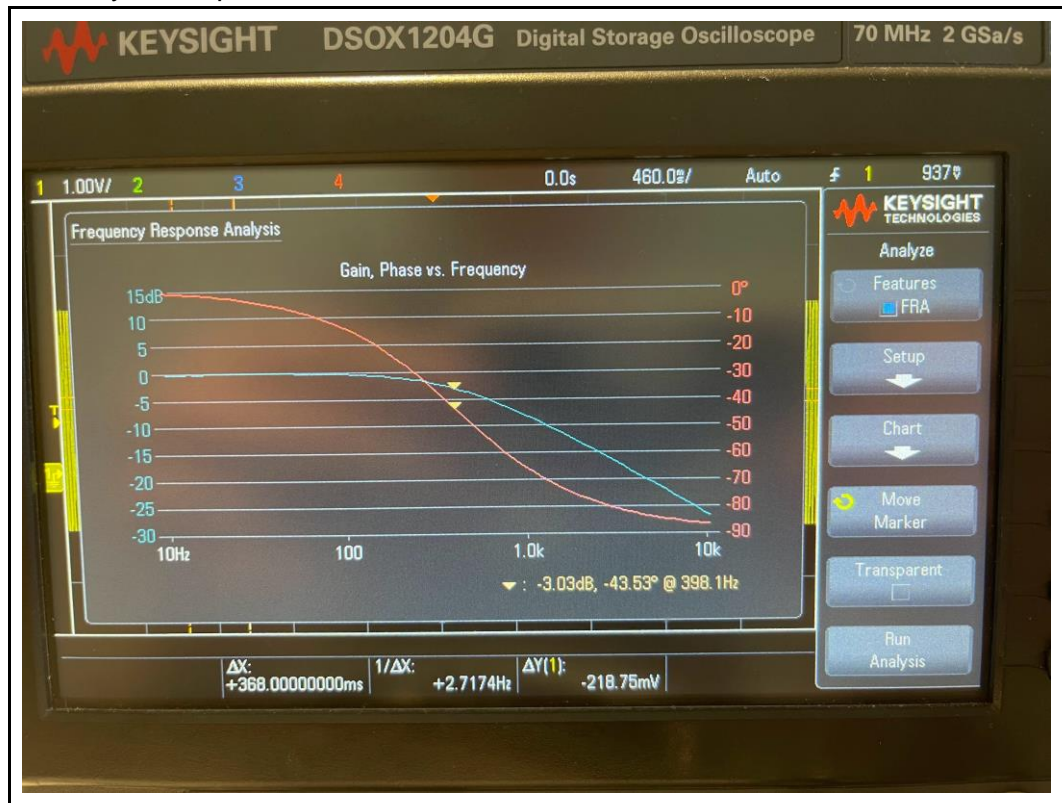 KEYSIGHT DSOX1204G Digital Storage Oscilloscope 70 MHz 2 GSa/s
1 1.00V/ 2 3 4 0.0s 460.0㎳/ Auto 1 937
KEYSIGHT
TECHNOLOGIES
Frequency Response Analysis
Analyze
Gain, Phase vs. Frequency
Features
FRA
15dB 0°
10 -10
5 -20
0 -30
-5 -40
-10 -50
-15 -60
-20 -70
-25 -80
-30 -90
10Hz 100 1.0k 10k
: -3.03dB, -43.53° @ 398.1Hz
Setup
Chart
Move
Marker
Transparent
Run
Analysis
ΔX:
+368.00000000ms
1/ΔX:
+2.7174Hz
ΔY(1):
-218.75mV